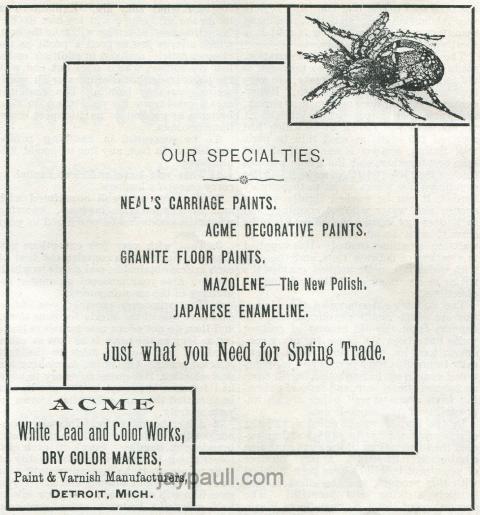 OUR SPECIALTIES.
NEAL'S CARRIAGE PAINTS.
ACME DECORATIVE PAINTS.
GRANITE FLOOR PAINTS.
MAZOLENE—The New Polish.
JAPANESE ENAMELINE.
Just what you Need for Spring Trade.
ACME
White Lead and Color Works,
DRY COLOR MAKERS,
Paint & Varnish Manufacturers,
DETROIT, MICH.
jaypaull.com